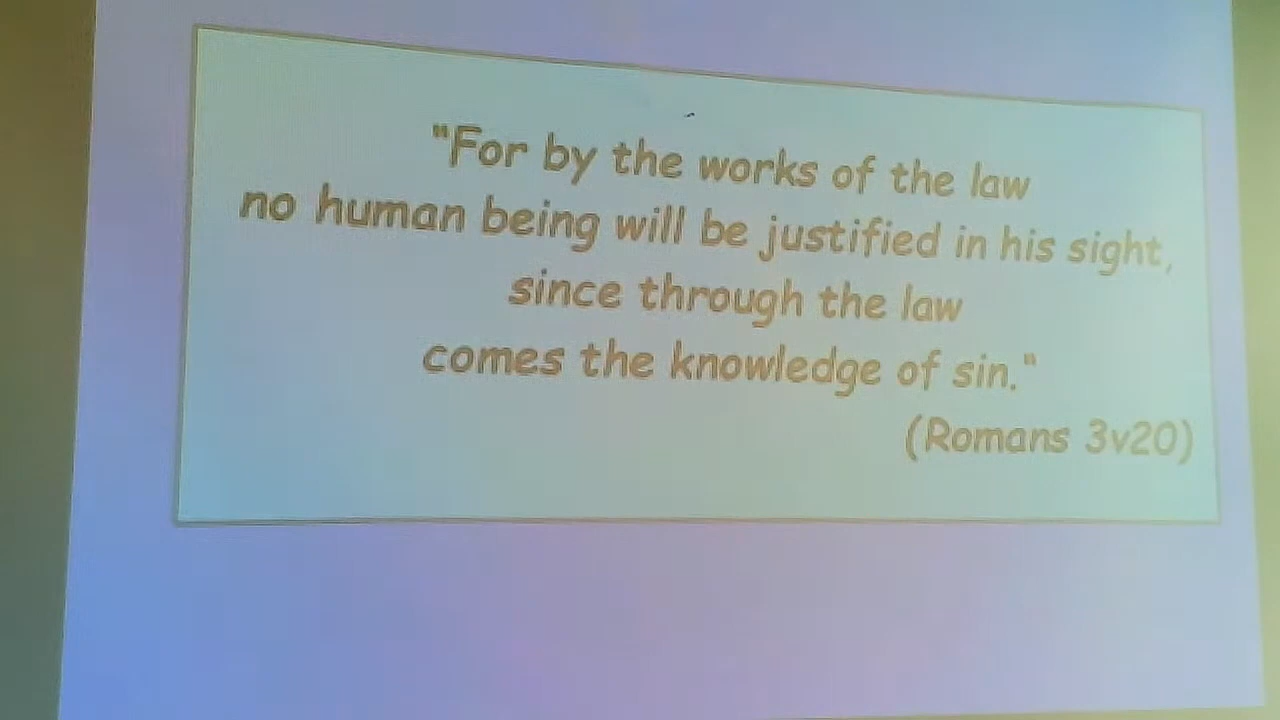 "For by the works of the law
no human being will be justified in his sight,
since through the law
comes the knowledge of sin."
(Romans 3v20)